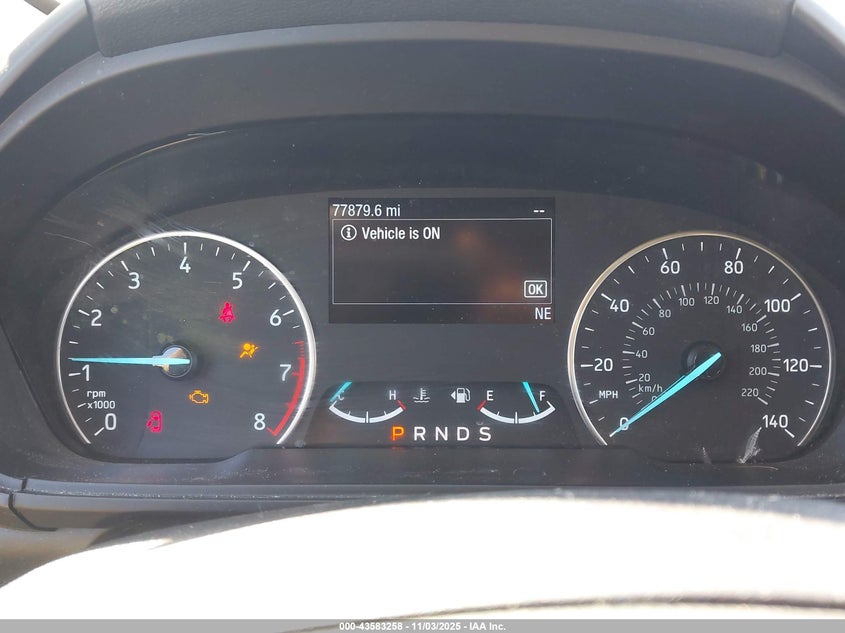 77879.6 mi --
Vehicle is ON
OK
NE
0 1 2 3 4 5 6 7 8
rpm
x1000
C H
E F
P R N D S
0 20 40 60 80 100 120 140
MPH
0 20 40 60 80 100 120 140 160 180 200 220
km/h
000-43583258 - 11/03/2025 - IAA Inc.